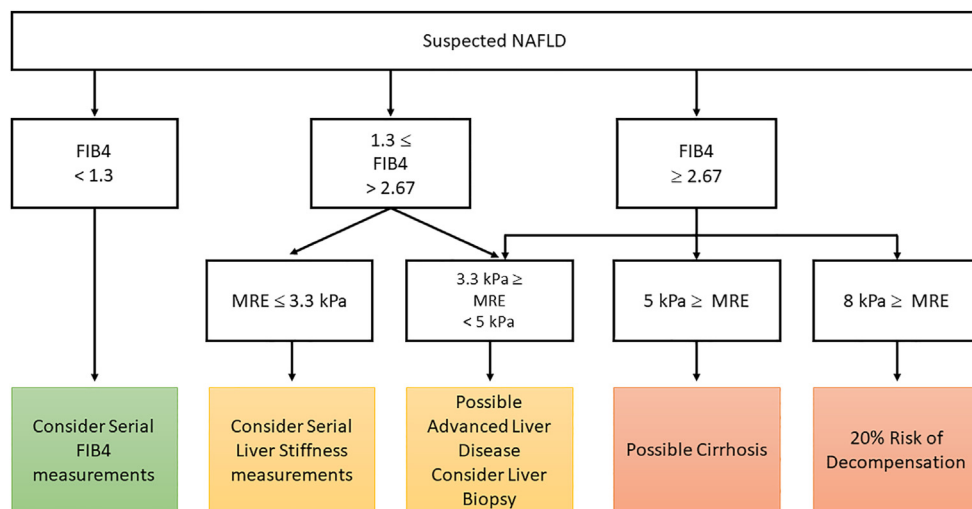 Suspected NAFLD
FIB4
< 1.3
1.3 ≤
FIB4
> 2.67
FIB4
≥ 2.67
MRE ≤ 3.3 kPa
3.3 kPa ≥
MRE
< 5 kPa
5 kPa ≥ MRE
8 kPa ≥ MRE
Consider Serial
FIB4
measurements
Consider Serial
Liver Stiffness
measurements
Possible
Advanced Liver
Disease
Consider Liver
Biopsy
Possible Cirrhosis
20% Risk of
Decompensation